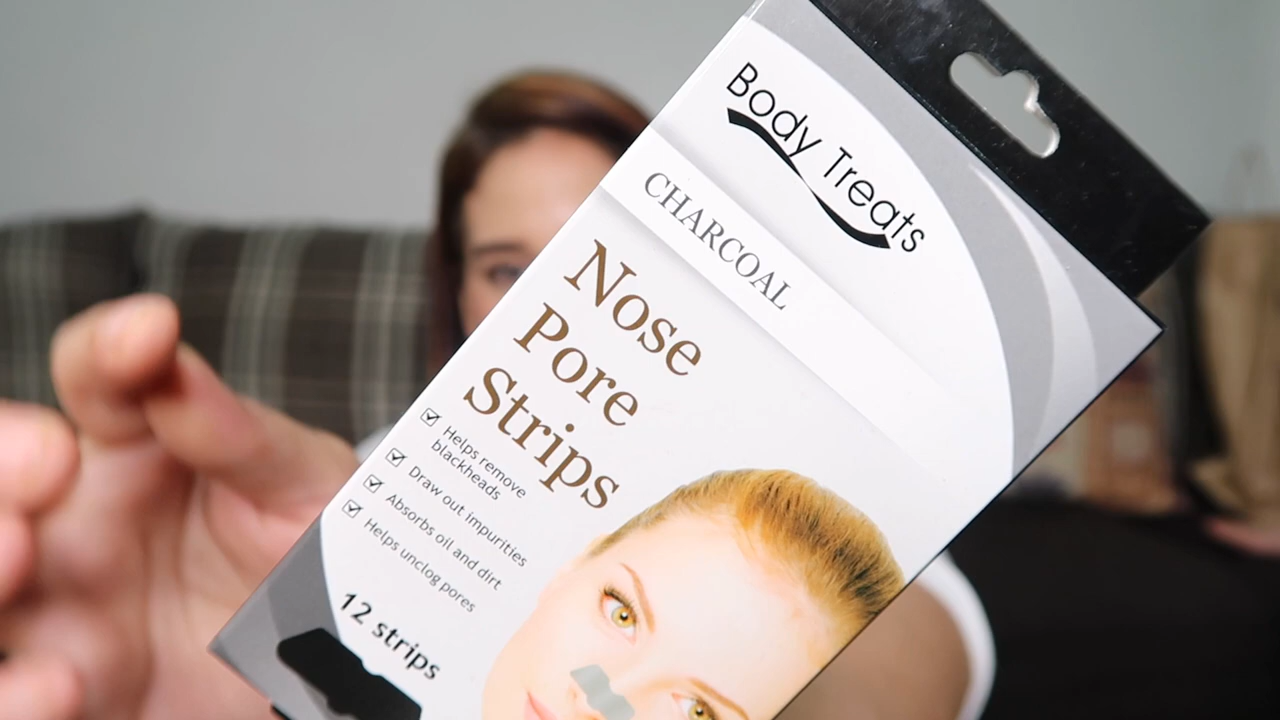 Body Treats
CHARCOAL
Nose
Pore
Strips
Helps remove
blackheads
Draw out impurities
Absorbs oil and dirt
Helps unclog pores
12 strips